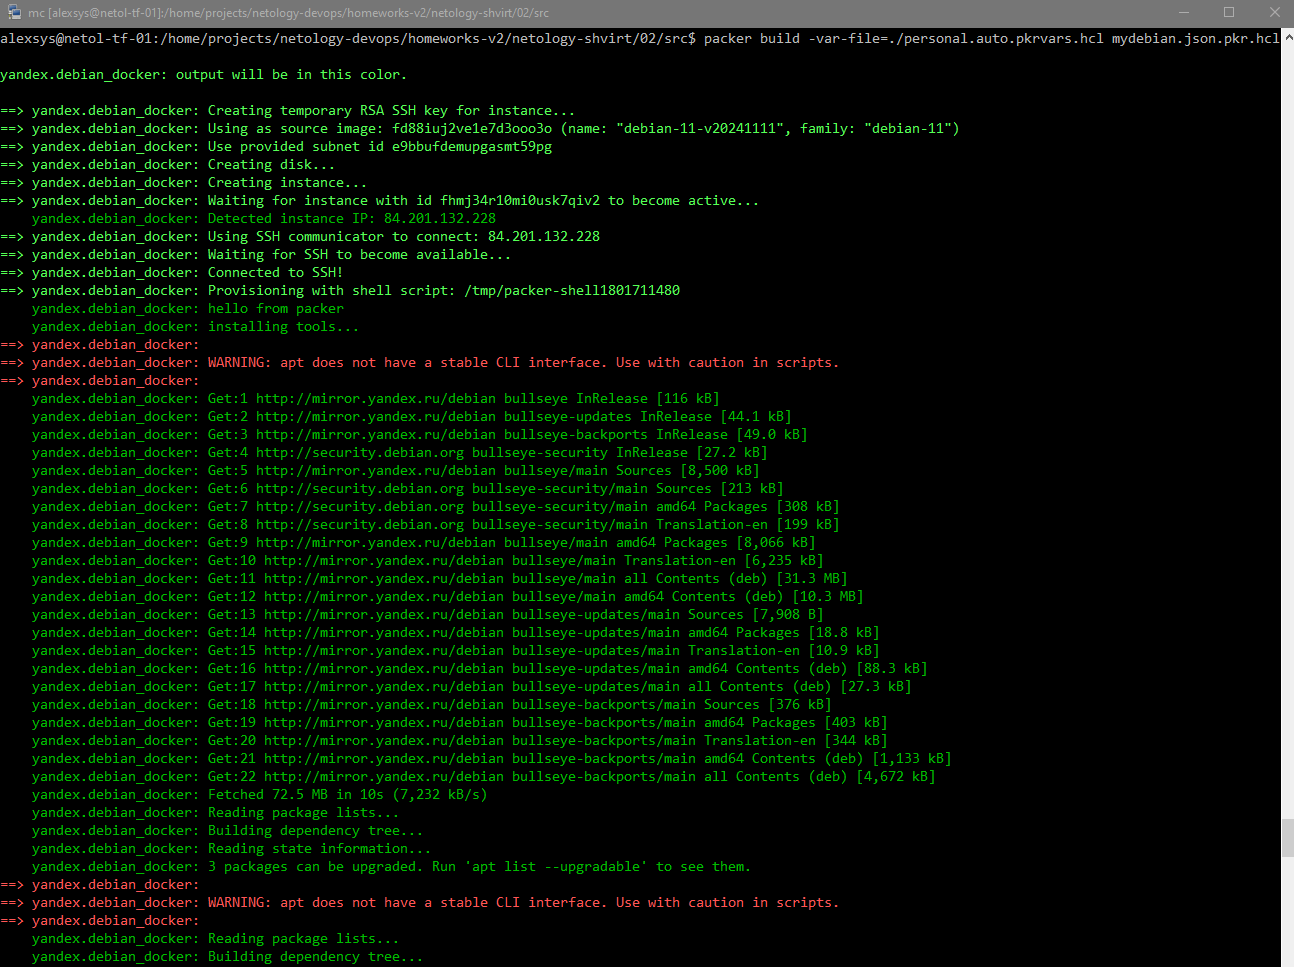 mc [alexsys@netol-tf-01]:/home/projects/netology-devops/homeworks-v2/netology-shvirt/02/src
alexsys@netol-tf-01:/home/projects/netology-devops/homeworks-v2/netology-shvirt/02/src$ packer build -var-file=./personal.auto.pkrvars.hcl mydebian.json.pkr.hcl
yandex.debian_docker: output will be in this color.
==> yandex.debian_docker: Creating temporary RSA SSH key for instance...
==> yandex.debian_docker: Using as source image: fd88iuj2ve1e7d3ooo3o (name: "debian-11-v20241111", family: "debian-11")
==> yandex.debian_docker: Use provided subnet id e9bbufdemupgasmt59pg
==> yandex.debian_docker: Creating disk...
==> yandex.debian_docker: Creating instance...
==> yandex.debian_docker: Waiting for instance with id fhmj34r10mi0usk7qiv2 to become active...
yandex.debian_docker: Detected instance IP: 84.201.132.228
==> yandex.debian_docker: Using SSH communicator to connect: 84.201.132.228
==> yandex.debian_docker: Waiting for SSH to become available...
==> yandex.debian_docker: Connected to SSH!
==> yandex.debian_docker: Provisioning with shell script: /tmp/packer-shell1801711480
yandex.debian_docker: hello from packer
yandex.debian_docker: installing tools...
==> yandex.debian_docker:
==> yandex.debian_docker: WARNING: apt does not have a stable CLI interface. Use with caution in scripts.
==> yandex.debian_docker:
yandex.debian_docker: Get:1 http://mirror.yandex.ru/debian bullseye InRelease [116 kB]
yandex.debian_docker: Get:2 http://mirror.yandex.ru/debian bullseye-updates InRelease [44.1 kB]
yandex.debian_docker: Get:3 http://mirror.yandex.ru/debian bullseye-backports InRelease [49.0 kB]
yandex.debian_docker: Get:4 http://security.debian.org bullseye-security InRelease [27.2 kB]
yandex.debian_docker: Get:5 http://mirror.yandex.ru/debian bullseye/main Sources [8,500 kB]
yandex.debian_docker: Get:6 http://security.debian.org bullseye-security/main Sources [213 kB]
yandex.debian_docker: Get:7 http://security.debian.org bullseye-security/main amd64 Packages [308 kB]
yandex.debian_docker: Get:8 http://security.debian.org bullseye-security/main Translation-en [199 kB]
yandex.debian_docker: Get:9 http://mirror.yandex.ru/debian bullseye/main amd64 Packages [8,066 kB]
yandex.debian_docker: Get:10 http://mirror.yandex.ru/debian bullseye/main Translation-en [6,235 kB]
yandex.debian_docker: Get:11 http://mirror.yandex.ru/debian bullseye/main all Contents (deb) [31.3 MB]
yandex.debian_docker: Get:12 http://mirror.yandex.ru/debian bullseye/main amd64 Contents (deb) [10.3 MB]
yandex.debian_docker: Get:13 http://mirror.yandex.ru/debian bullseye-updates/main Sources [7,908 B]
yandex.debian_docker: Get:14 http://mirror.yandex.ru/debian bullseye-updates/main amd64 Packages [18.8 kB]
yandex.debian_docker: Get:15 http://mirror.yandex.ru/debian bullseye-updates/main Translation-en [10.9 kB]
yandex.debian_docker: Get:16 http://mirror.yandex.ru/debian bullseye-updates/main amd64 Contents (deb) [88.3 kB]
yandex.debian_docker: Get:17 http://mirror.yandex.ru/debian bullseye-updates/main all Contents (deb) [27.3 kB]
yandex.debian_docker: Get:18 http://mirror.yandex.ru/debian bullseye-backports/main Sources [376 kB]
yandex.debian_docker: Get:19 http://mirror.yandex.ru/debian bullseye-backports/main amd64 Packages [403 kB]
yandex.debian_docker: Get:20 http://mirror.yandex.ru/debian bullseye-backports/main Translation-en [344 kB]
yandex.debian_docker: Get:21 http://mirror.yandex.ru/debian bullseye-backports/main amd64 Contents (deb) [1,133 kB]
yandex.debian_docker: Get:22 http://mirror.yandex.ru/debian bullseye-backports/main all Contents (deb) [4,672 kB]
yandex.debian_docker: Fetched 72.5 MB in 10s (7,232 kB/s)
yandex.debian_docker: Reading package lists...
yandex.debian_docker: Building dependency tree...
yandex.debian_docker: Reading state information...
yandex.debian_docker: 3 packages can be upgraded. Run 'apt list --upgradable' to see them.
==> yandex.debian_docker:
==> yandex.debian_docker: WARNING: apt does not have a stable CLI interface. Use with caution in scripts.
==> yandex.debian_docker:
yandex.debian_docker: Reading package lists...
yandex.debian_docker: Building dependency tree...